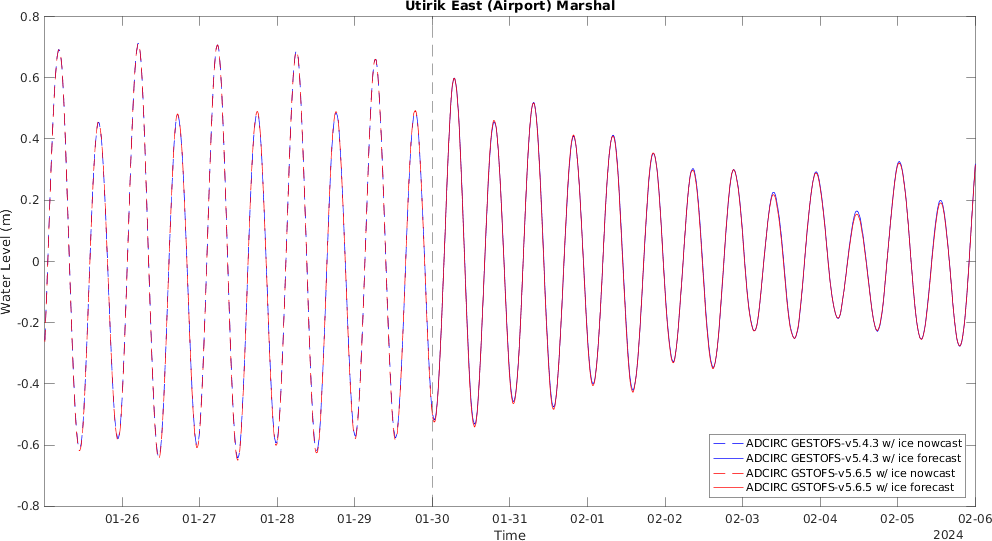 Utirik East (Airport) Marshal
Water Level (m)
0.8
0.6
0.4
0.2
0
-0.2
-0.4
-0.6
-0.8
ADCIRC GESTOFS-v5.4.3 w/ ice nowcast
ADCIRC GESTOFS-v5.4.3 w/ ice forecast
ADCIRC GSTOFS-v5.6.5 w/ ice nowcast
ADCIRC GSTOFS-v5.6.5 w/ ice forecast
01-26 01-27 01-28 01-29 01-30 01-31 02-01 02-02 02-03 02-04 02-05 02-06
Time
2024